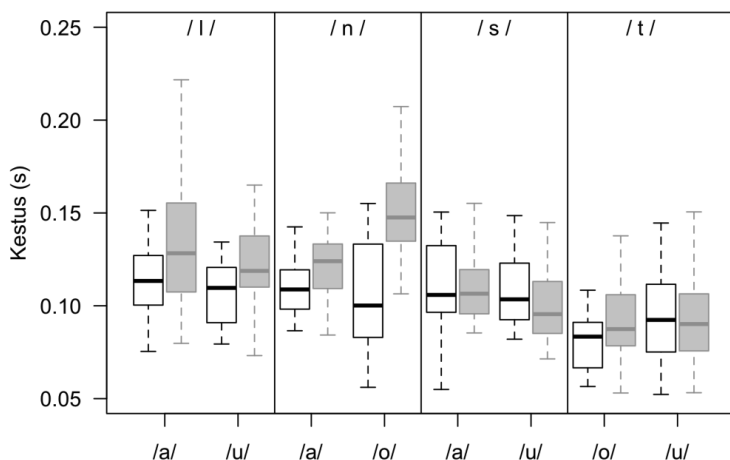 / l / / n / / s / / t /
Kestus (s)
0.25
0.20
0.15
0.10
0.05
/a/ /u/ /a/ /o/ /a/ /u/ /o/ /u/